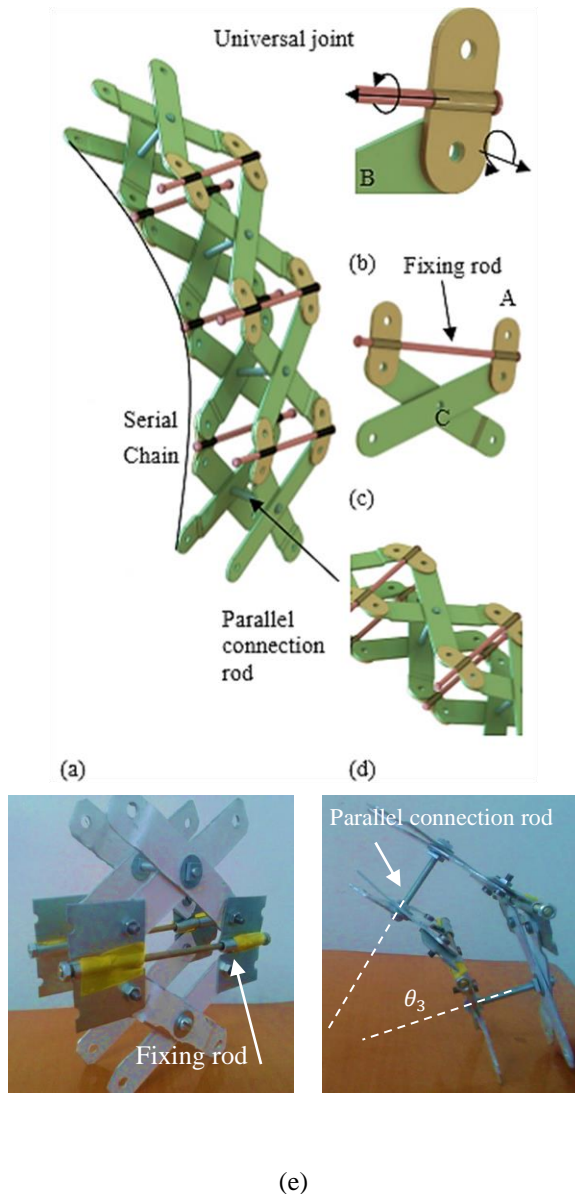 Universal joint
B
(b)
Fixing rod
A
C
Serial
Chain
(c)
Parallel
connection
rod
(a)
(d)
Parallel connection rod
θ₃
Fixing rod
(e)